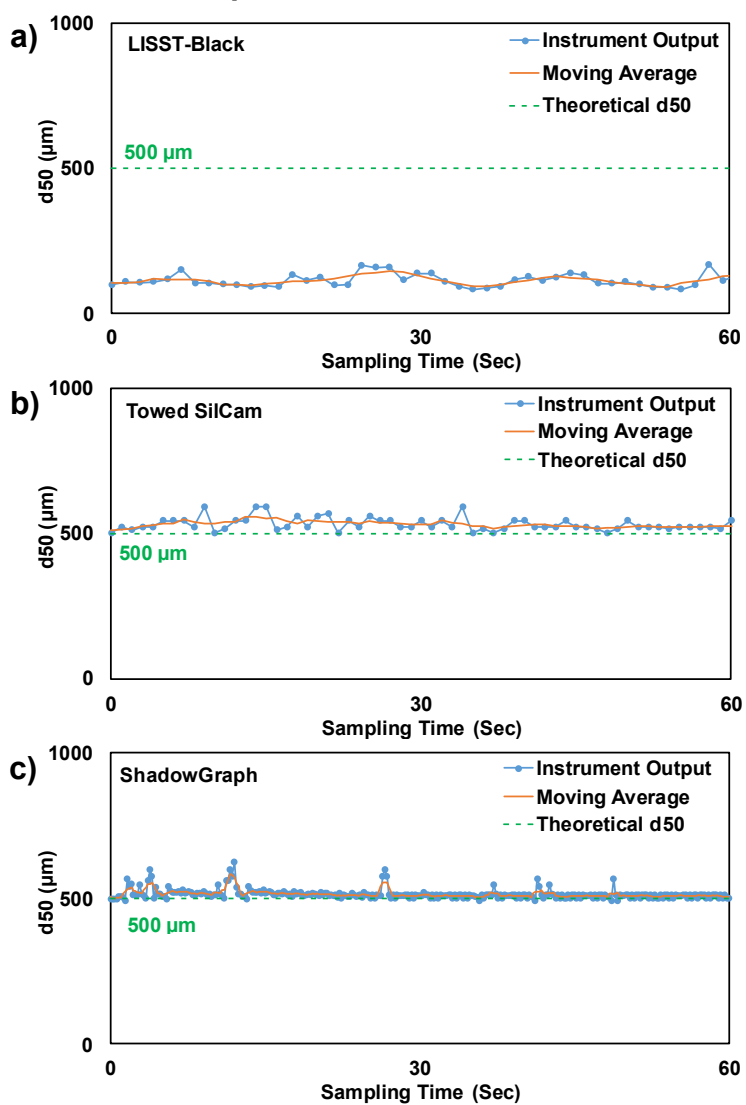 a)
1000
LISST-Black
Instrument Output
Moving Average
Theoretical d50
500 µm
500
d50 (µm)
0
0
30
60
Sampling Time (Sec)
b)
1000
Towed SilCam
Instrument Output
Moving Average
Theoretical d50
500
500 µm
d50 (µm)
0
0
30
60
Sampling Time (Sec)
c)
1000
ShadowGraph
Instrument Output
Moving Average
Theoretical d50
500
500 µm
d50 (µm)
0
0
30
60
Sampling Time (Sec)